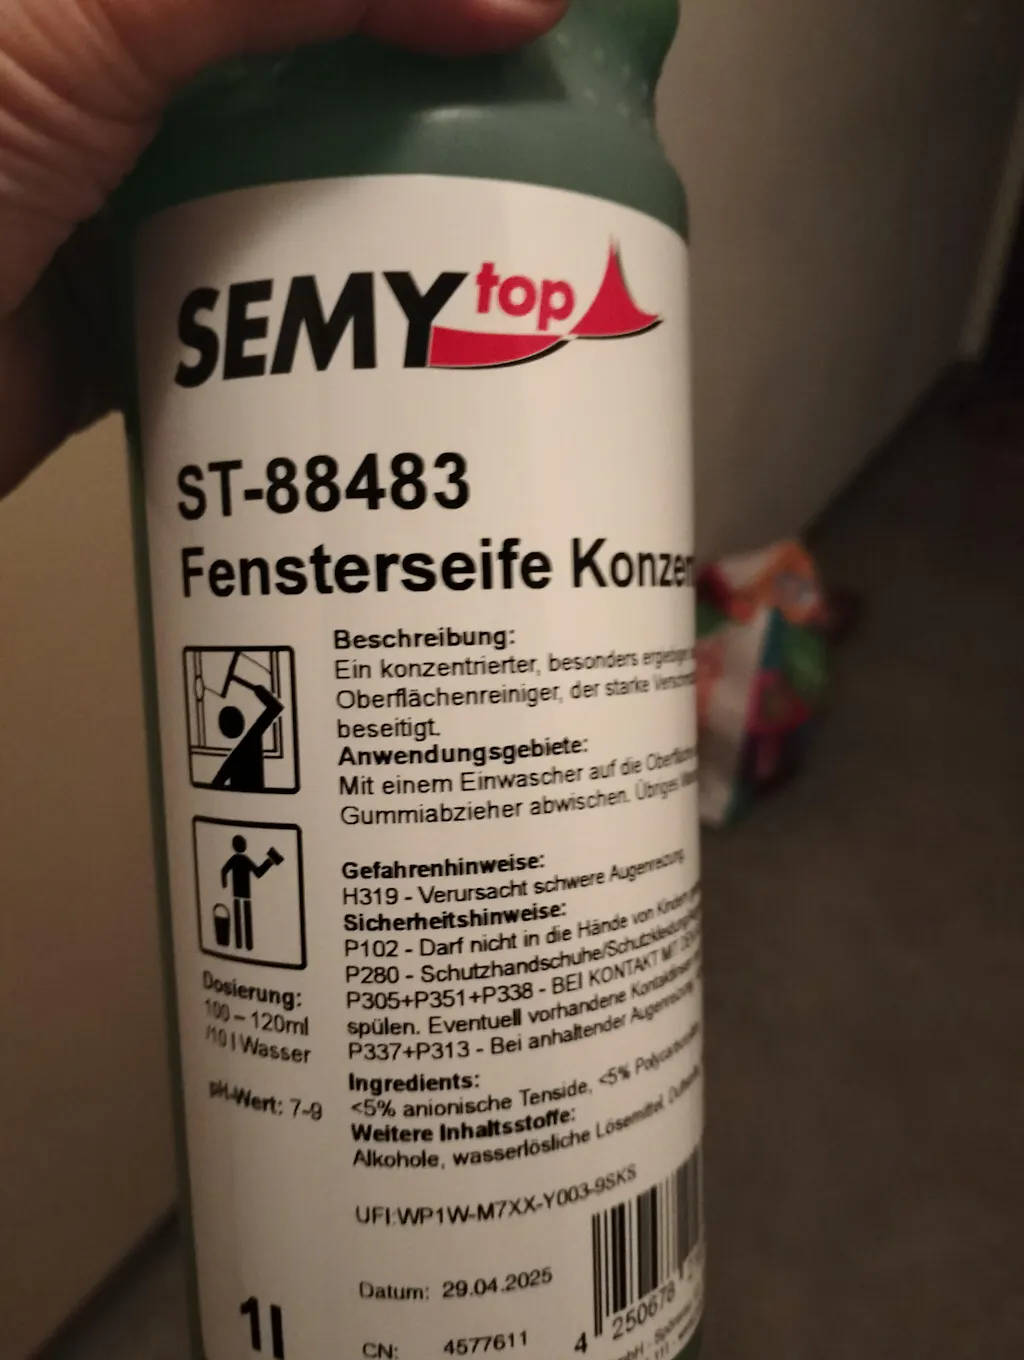 SEMY top
ST-88483
Fensterseife Konzen
Beschreibung:
Ein konzentrierter, besonders
Oberflächenreiniger, der starke
beseitigt.
Anwendungsgebiete:
Mit einem Einwascher auf die
Gummiabzieher abwischen. Übriges
Gefahrenhinweise:
H319 - Verursacht schwere Augenreizung
Sicherheitshinweise:
P102 - Darf nicht in die Hände von Kindern
P280 - Schutzhandschuhe/Schutzkleidung
P305+P351+P338 - BEI KONTAKT MIT DEN
spülen. Eventuell vorhandene Kontaktlinsen
P337+P313 - Bei anhaltender Augenreizung
Ingredients:
<5% anionische Tenside, <5%
Weitere Inhaltsstoffe:
Alkohole, wasserlösliche Lösemittel,
Dosierung:
100 – 120ml
/10 l Wasser
pH-Wert: 7-9
UFI:WP1W-M7XX-Y003-9SKS
Datum: 29.04.2025
1l
CN: 4577611
4 250678